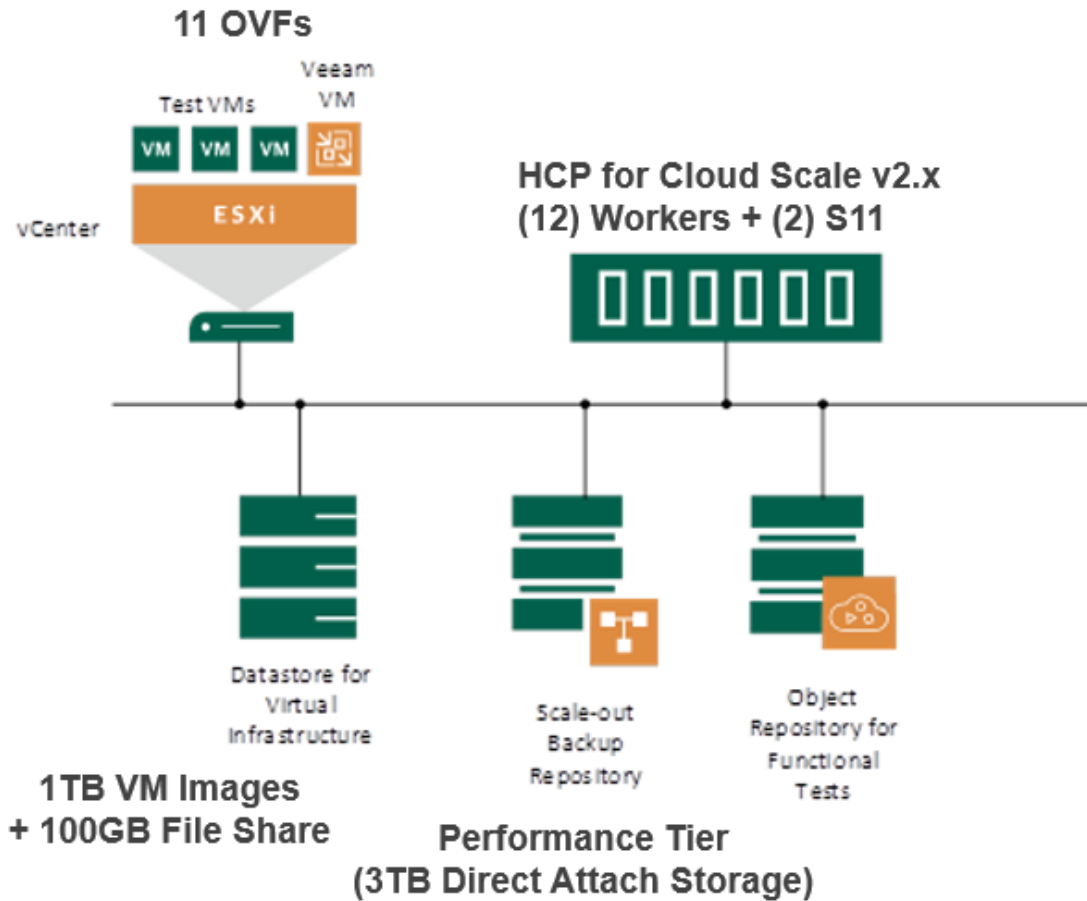 11 OVFs
Veeam
VM
Test VMs
VM
VM
VM
ESXi
vCenter
HCP for Cloud Scale v2.x
(12) Workers + (2) S11
Datastore for
Virtual
Infrastructure
1TB VM Images
+ 100GB File Share
Scale-out
Backup
Repository
Object
Repository for
Functional
Tests
Performance Tier
(3TB Direct Attach Storage)